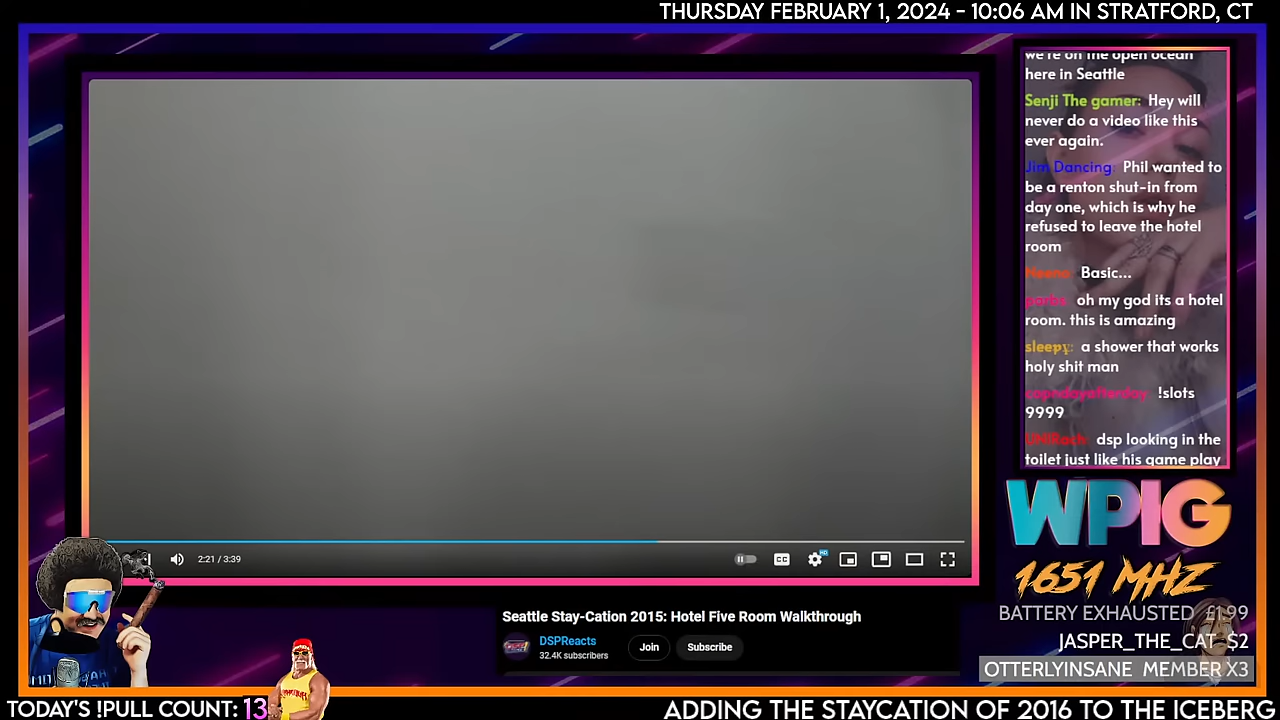 THURSDAY FEBRUARY 1, 2024 - 10:06 AM IN STRATFORD, CT
we're on the open ocean
here in Seattle
Senji The gamer: Hey will
never do a video like this
ever again.
Jim Dancing: Phil wanted to
be a renton shut-in from
day one, which is why he
refused to leave the hotel
room
Basic...
oh my god its a hotel
room. this is amazing
sleepy: a shower that works
holy shit man
!slots
9999
dsp looking in the
toilet just like his game play
2:21 / 3:39
CC
HD
Seattle Stay-Cation 2015: Hotel Five Room Walkthrough
DSPReacts
32.4K subscribers
Join
Subscribe
WPIG
1651 MHZ
BATTERY EXHAUSTED £1.99
JASPER_THE_CAT $2
OTTERLYINSANE MEMBER X3
TODAY'S !PULL COUNT: 13
ADDING THE STAYCATION OF 2016 TO THE ICEBERG